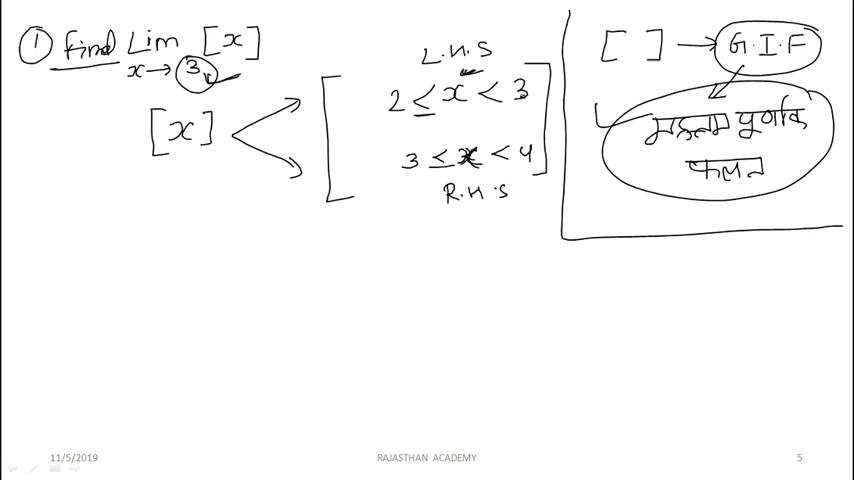 ① find Lim [x]
x → 3
[x]
L.H.S
2 ≤ x < 3
3 ≤ x < 4
R.H.S
[ ] → G.I.F
महत्तम पूर्णांक
फलन
11/5/2019 RAJASTHAN ACADEMY 5